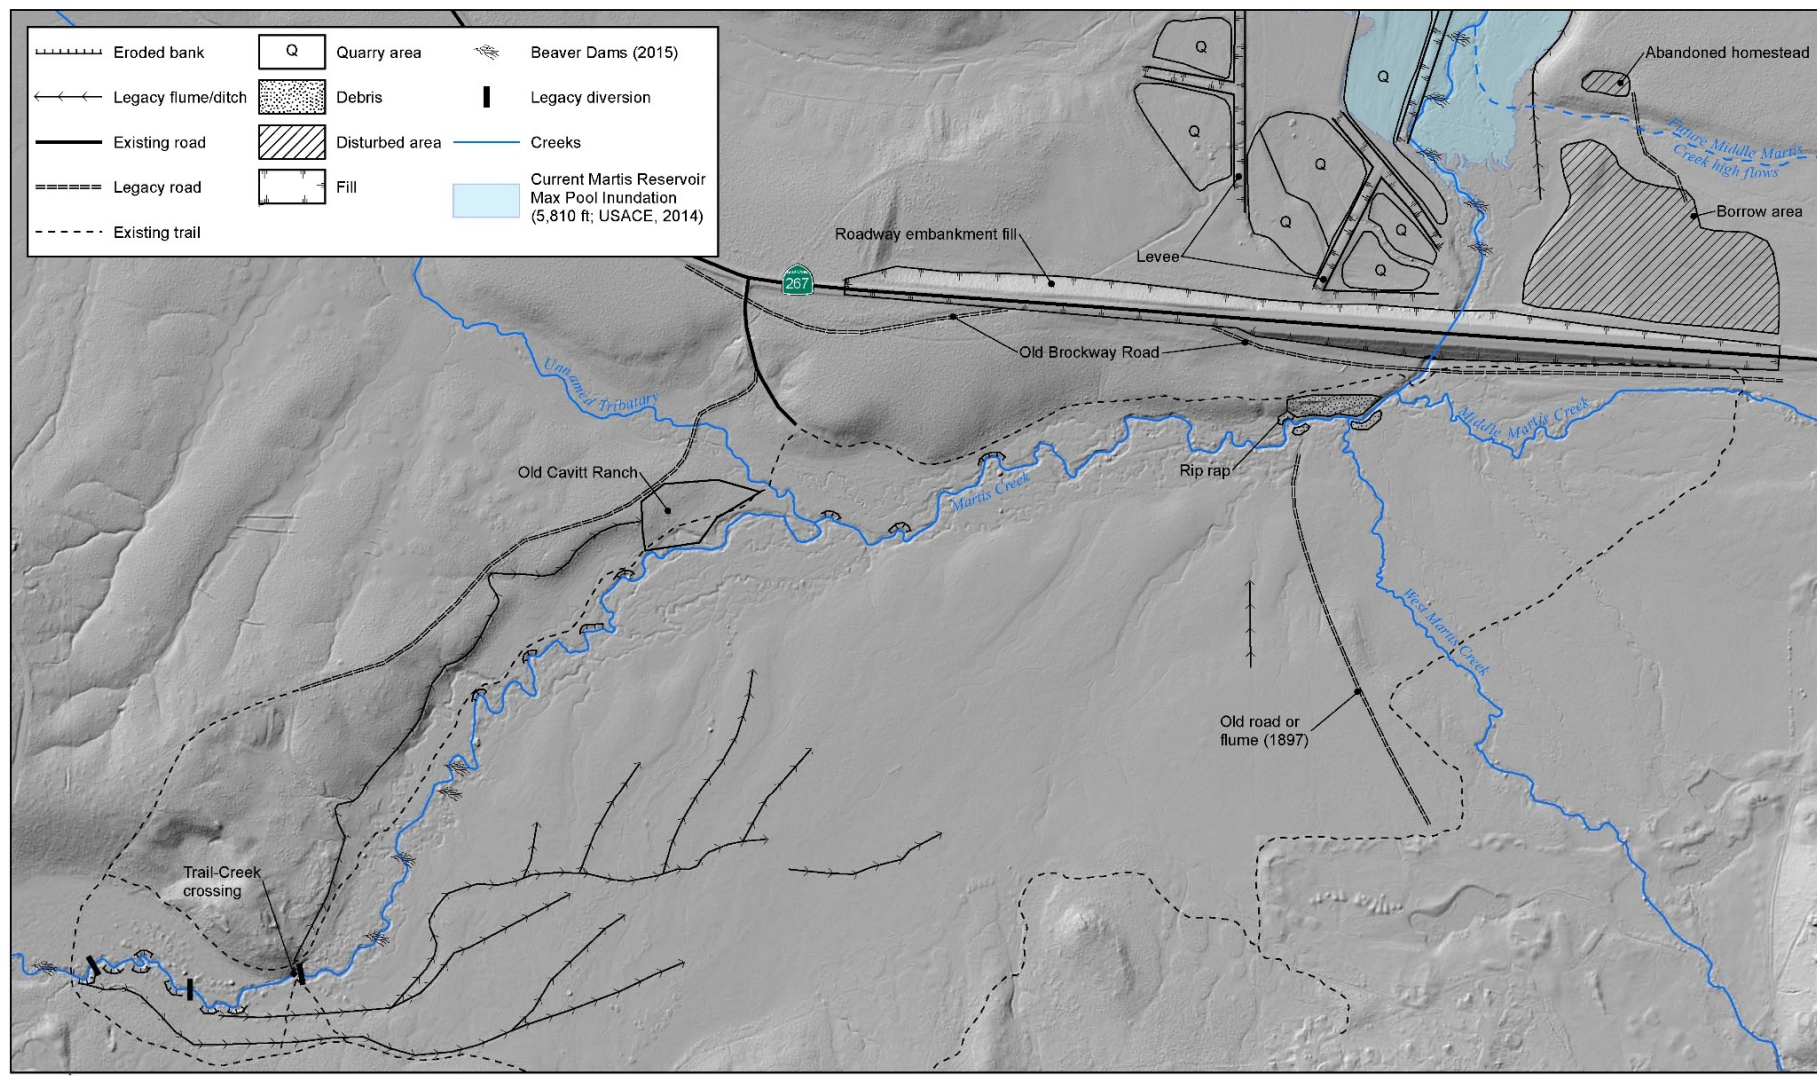 Eroded bank
Legacy flume/ditch
Existing road
Legacy road
Existing trail
Q
Quarry area
Debris
Disturbed area
Fill
Beaver Dams (2015)
Legacy diversion
Creeks
Current Martis Reservoir
Max Pool Inundation
(5,810 ft; USACE, 2014)
Q
Q
Q
Q
Q
Q
Q
Abandoned homestead
Future Middle Martis
Creek high flows
Borrow area
Roadway embankment fill
Levee
267
Old Brockway Road
Unnamed Tributary
Middle Martis Creek
Old Cavitt Ranch
Rip rap
Martis Creek
West Martis Creek
Old road or
flume (1897)
Trail-Creek
crossing